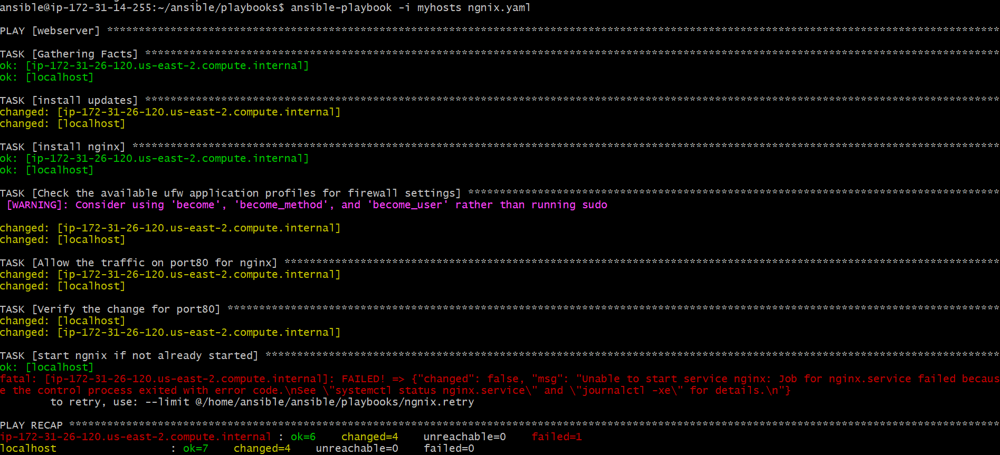 ansible@ip-172-31-14-255:~/ansible/playbooks$ ansible-playbook -i myhosts ngnix.yaml
PLAY [webserver] *********************************************************************************************************************************************
TASK [Gathering Facts] ***************************************************************************************************************************************
ok: [ip-172-31-26-120.us-east-2.compute.internal]
ok: [localhost]
TASK [install updates] ***************************************************************************************************************************************
changed: [ip-172-31-26-120.us-east-2.compute.internal]
changed: [localhost]
TASK [install nginx] *****************************************************************************************************************************************
ok: [ip-172-31-26-120.us-east-2.compute.internal]
ok: [localhost]
TASK [Check the available ufw application profiles for firewall settings] ************************************************************************************
[WARNING]: Consider using 'become', 'become_method', and 'become_user' rather than running sudo
changed: [ip-172-31-26-120.us-east-2.compute.internal]
changed: [localhost]
TASK [Allow the traffic on port80 for nginx] *****************************************************************************************************************
changed: [ip-172-31-26-120.us-east-2.compute.internal]
changed: [localhost]
TASK [Verify the change for port80] **************************************************************************************************************************
changed: [localhost]
changed: [ip-172-31-26-120.us-east-2.compute.internal]
TASK [start ngnix if not already started] ********************************************************************************************************************
ok: [localhost]
fatal: [ip-172-31-26-120.us-east-2.compute.internal]: FAILED! => {"changed": false, "msg": "Unable to start service nginx: Job for nginx.service failed becaus
e the control process exited with error code.\nSee \"systemctl status nginx.service\" and \"journalctl -xe\" for details.\n"}
to retry, use: --limit @/home/ansible/ansible/playbooks/ngnix.retry
PLAY RECAP ***************************************************************************************************************************************************
ip-172-31-26-120.us-east-2.compute.internal : ok=6    changed=4    unreachable=0    failed=1
localhost                  : ok=7    changed=4    unreachable=0    failed=0